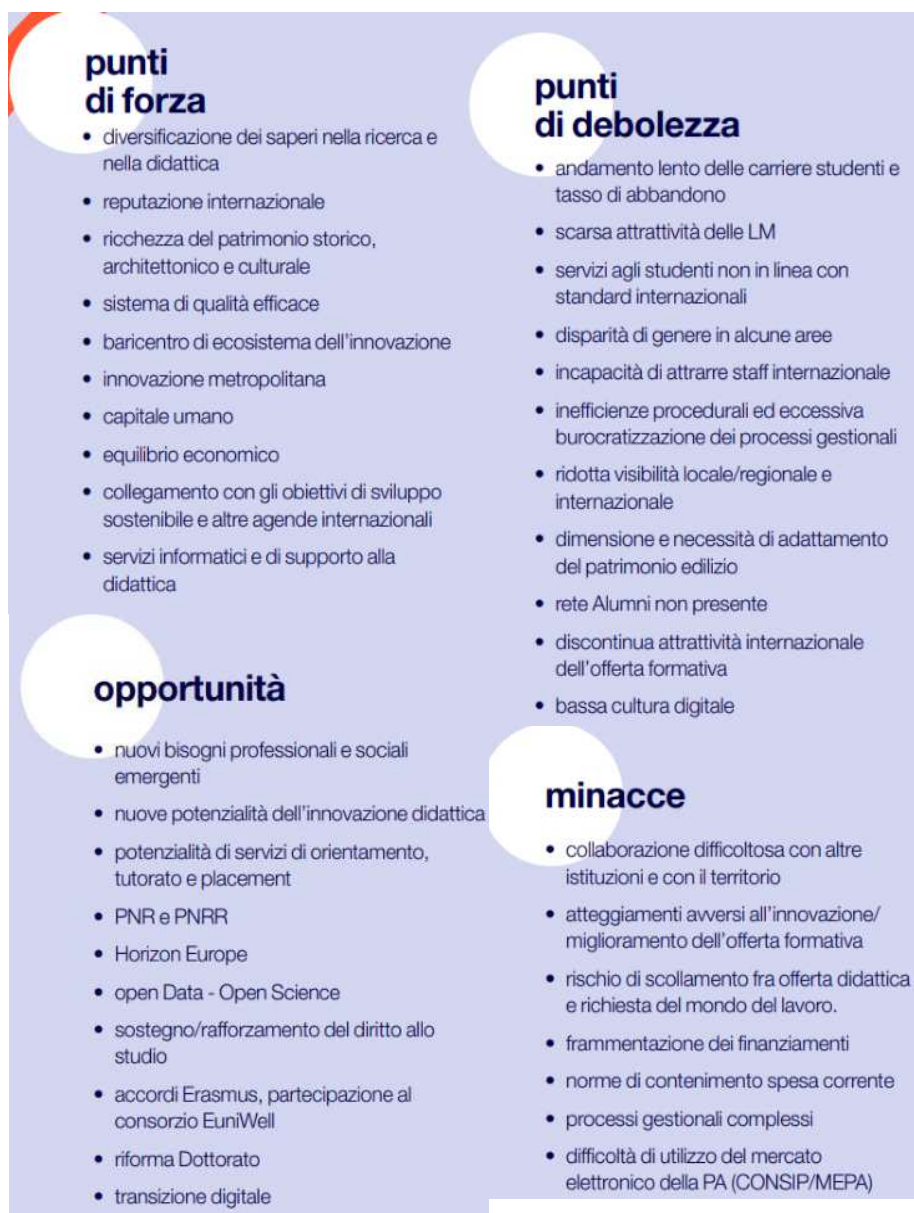 punti
di forza
• diversificazione dei saperi nella ricerca e
nella didattica
• reputazione internazionale
• ricchezza del patrimonio storico,
architettonico e culturale
• sistema di qualità efficace
• baricentro di ecosistema dell'innovazione
• innovazione metropolitana
• capitale umano
• equilibrio economico
• collegamento con gli obiettivi di sviluppo
sostenibile e altre agende internazionali
• servizi informatici e di supporto alla
didattica
punti
di debolezza
• andamento lento delle carriere studenti e
tasso di abbandono
• scarsa attrattività delle LM
• servizi agli studenti non in linea con
standard internazionali
• disparità di genere in alcune aree
• incapacità di attrarre staff internazionale
• inefficienze procedurali ed eccessiva
burocratizzazione dei processi gestionali
• ridotta visibilità locale/regionale e
internazionale
• dimensione e necessità di adattamento
del patrimonio edilizio
• rete Alumni non presente
• discontinua attrattività internazionale
dell'offerta formativa
• bassa cultura digitale
opportunità
• nuovi bisogni professionali e sociali
emergenti
• nuove potenzialità dell'innovazione didattica
• potenzialità di servizi di orientamento,
tutorato e placement
• PNR e PNRR
• Horizon Europe
• open Data - Open Science
• sostegno/rafforzamento del diritto allo
studio
• accordi Erasmus, partecipazione al
consorzio EuniWell
• riforma Dottorato
• transizione digitale
minacce
• collaborazione difficoltosa con altre
istituzioni e con il territorio
• atteggiamenti avversi all'innovazione/
miglioramento dell'offerta formativa
• rischio di scollamento fra offerta didattica
e richiesta del mondo del lavoro.
• frammentazione dei finanziamenti
• norme di contenimento spesa corrente
• processi gestionali complessi
• difficoltà di utilizzo del mercato
elettronico della PA (CONSIP/MEPA)